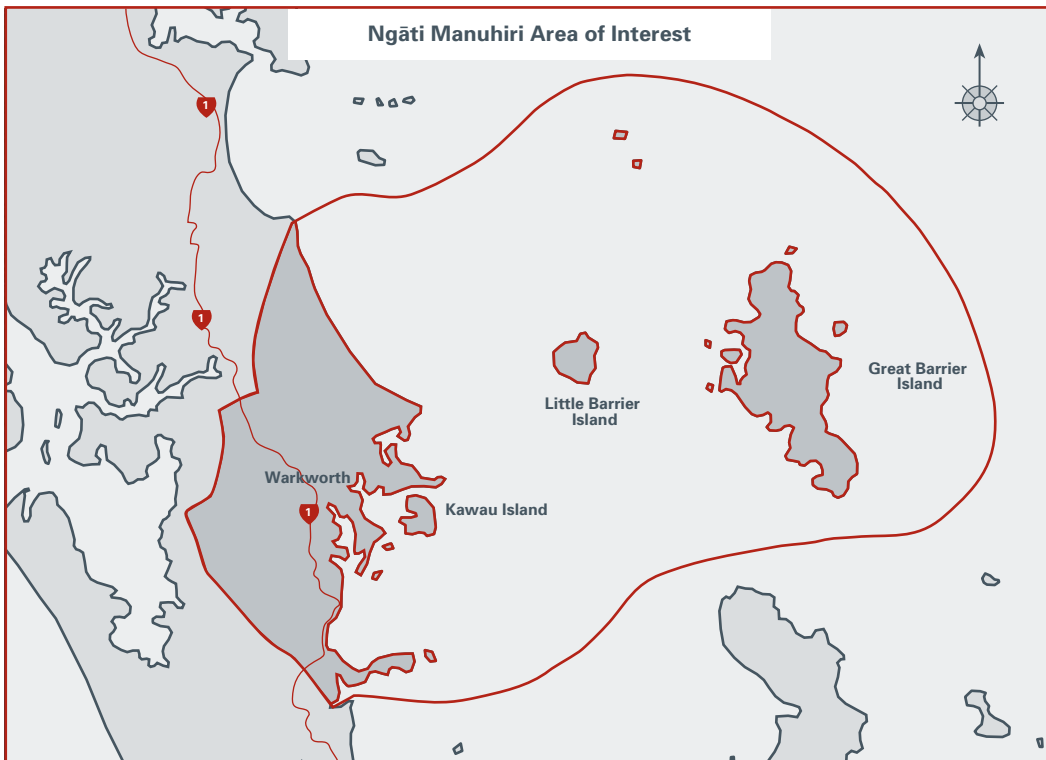 Ngāti Manuhiri Area of Interest
1
1
Great Barrier
Island
Little Barrier
Island
Warkworth
Kawau Island
1